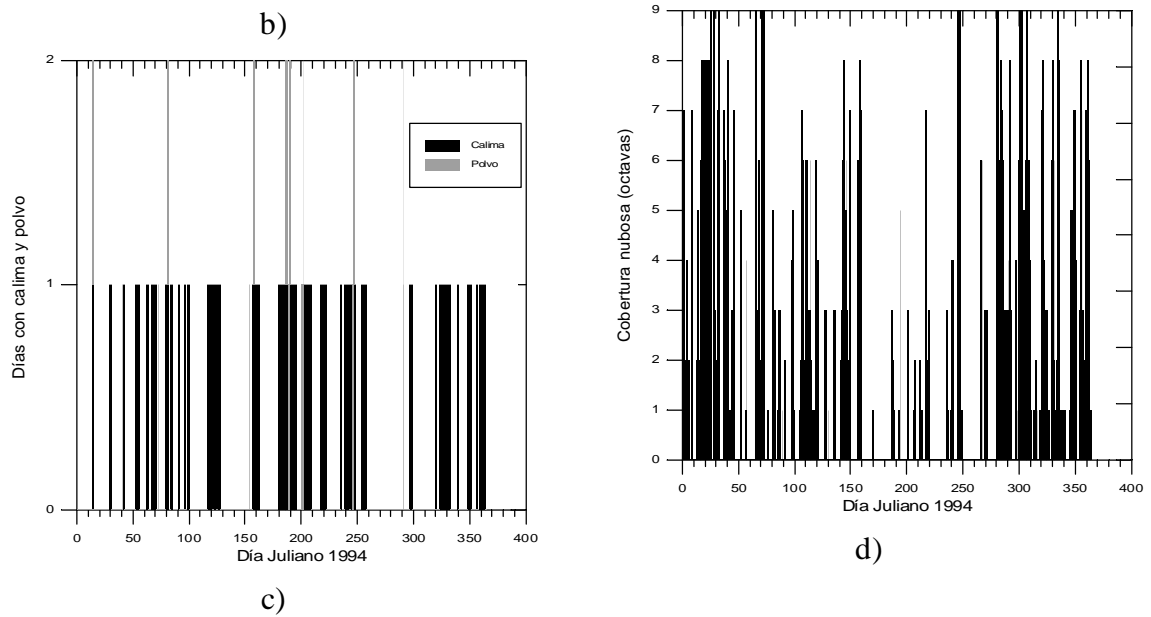 b)
2
1
0
Días con calima y polvo
Calima
Polvo
0 50 100 150 200 250 300 350 400
Día Juliano 1994
c)
9
8
7
6
5
4
3
2
1
0
Cobertura nubosa (octavas)
0 50 100 150 200 250 300 350 400
Día Juliano 1994
d)